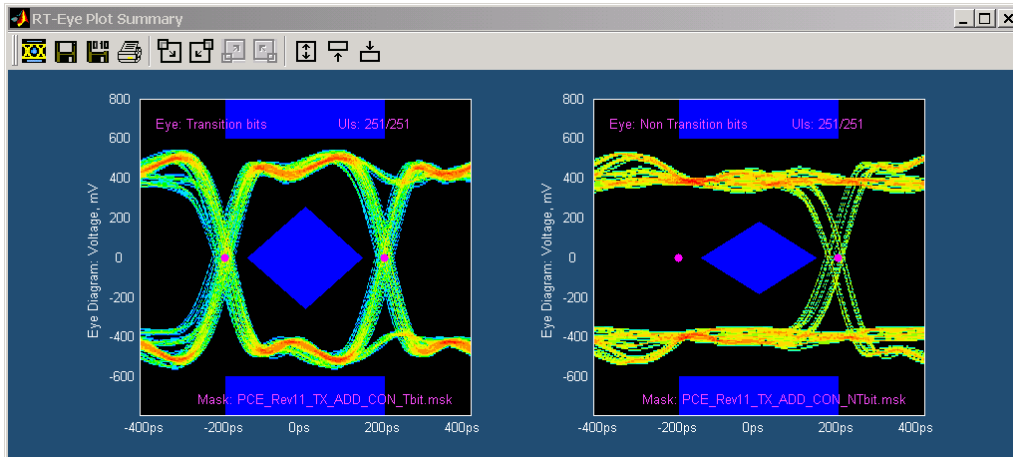 RT-Eye Plot Summary
Eye: Transition bits UIs: 251/251
Eye Diagram: Voltage, mV
800
600
400
200
0
-200
-400
-600
Mask: PCE_Rev11_TX_ADD_CON_Tbit.msk
-400ps -200ps 0ps 200ps 400ps
Eye: Non Transition bits UIs: 251/251
Eye Diagram: Voltage, mV
800
600
400
200
0
-200
-400
-600
Mask: PCE_Rev11_TX_ADD_CON_NTbit.msk
-400ps -200ps 0ps 200ps 400ps